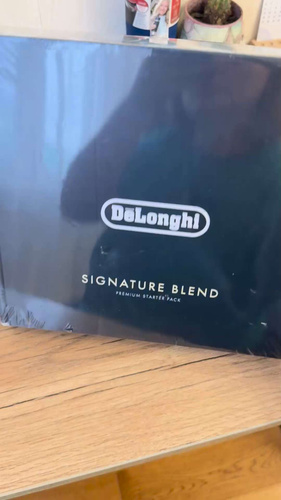 DeLonghi
SIGNATURE BLEND
PREMIUM STARTER PACK